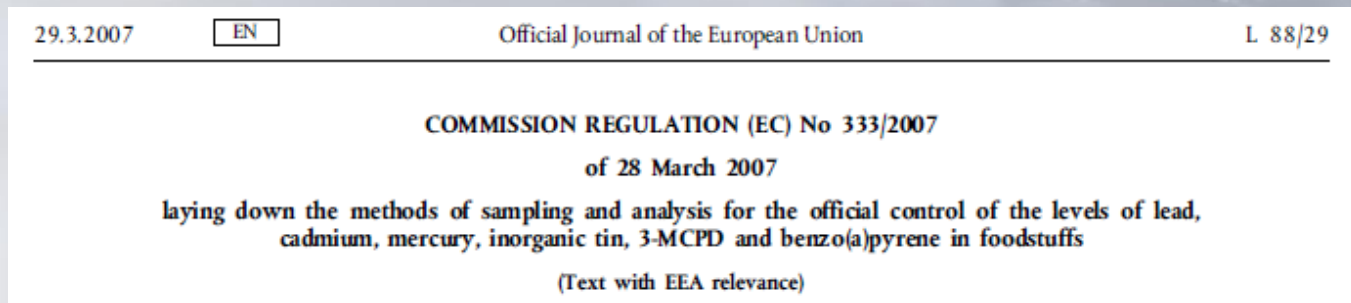 29.3.2007 EN Official Journal of the European Union L 88/29
COMMISSION REGULATION (EC) No 333/2007
of 28 March 2007
laying down the methods of sampling and analysis for the official control of the levels of lead,
cadmium, mercury, inorganic tin, 3-MCPD and benzo(a)pyrene in foodstuffs
(Text with EEA relevance)